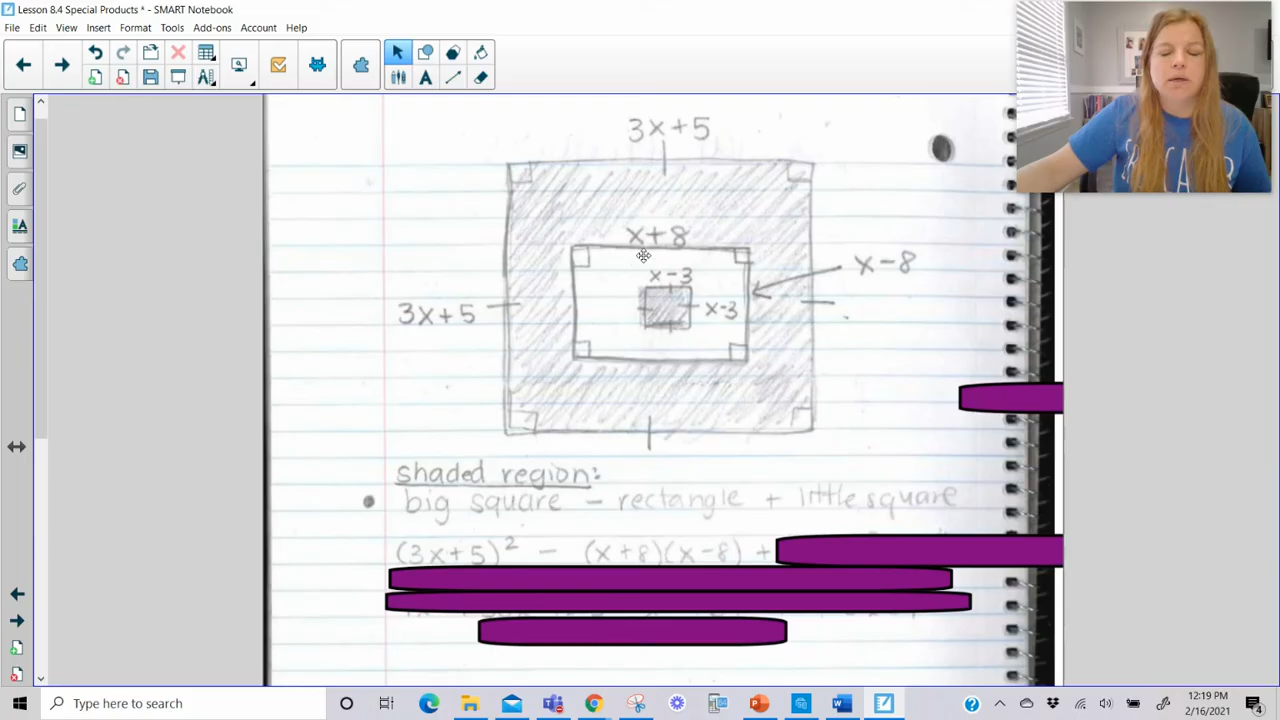 Lesson 8.4 Special Products * - SMART Notebook
File Edit View Insert Format Tools Account Help
3x+5
x+8
x-8
x-3
3x+5
x-3
shaded region:
big square - rectangle + little square
(3x+5)² - (x+8)(x-8) +
Type here to search
12:19 PM
2/16/2021
4